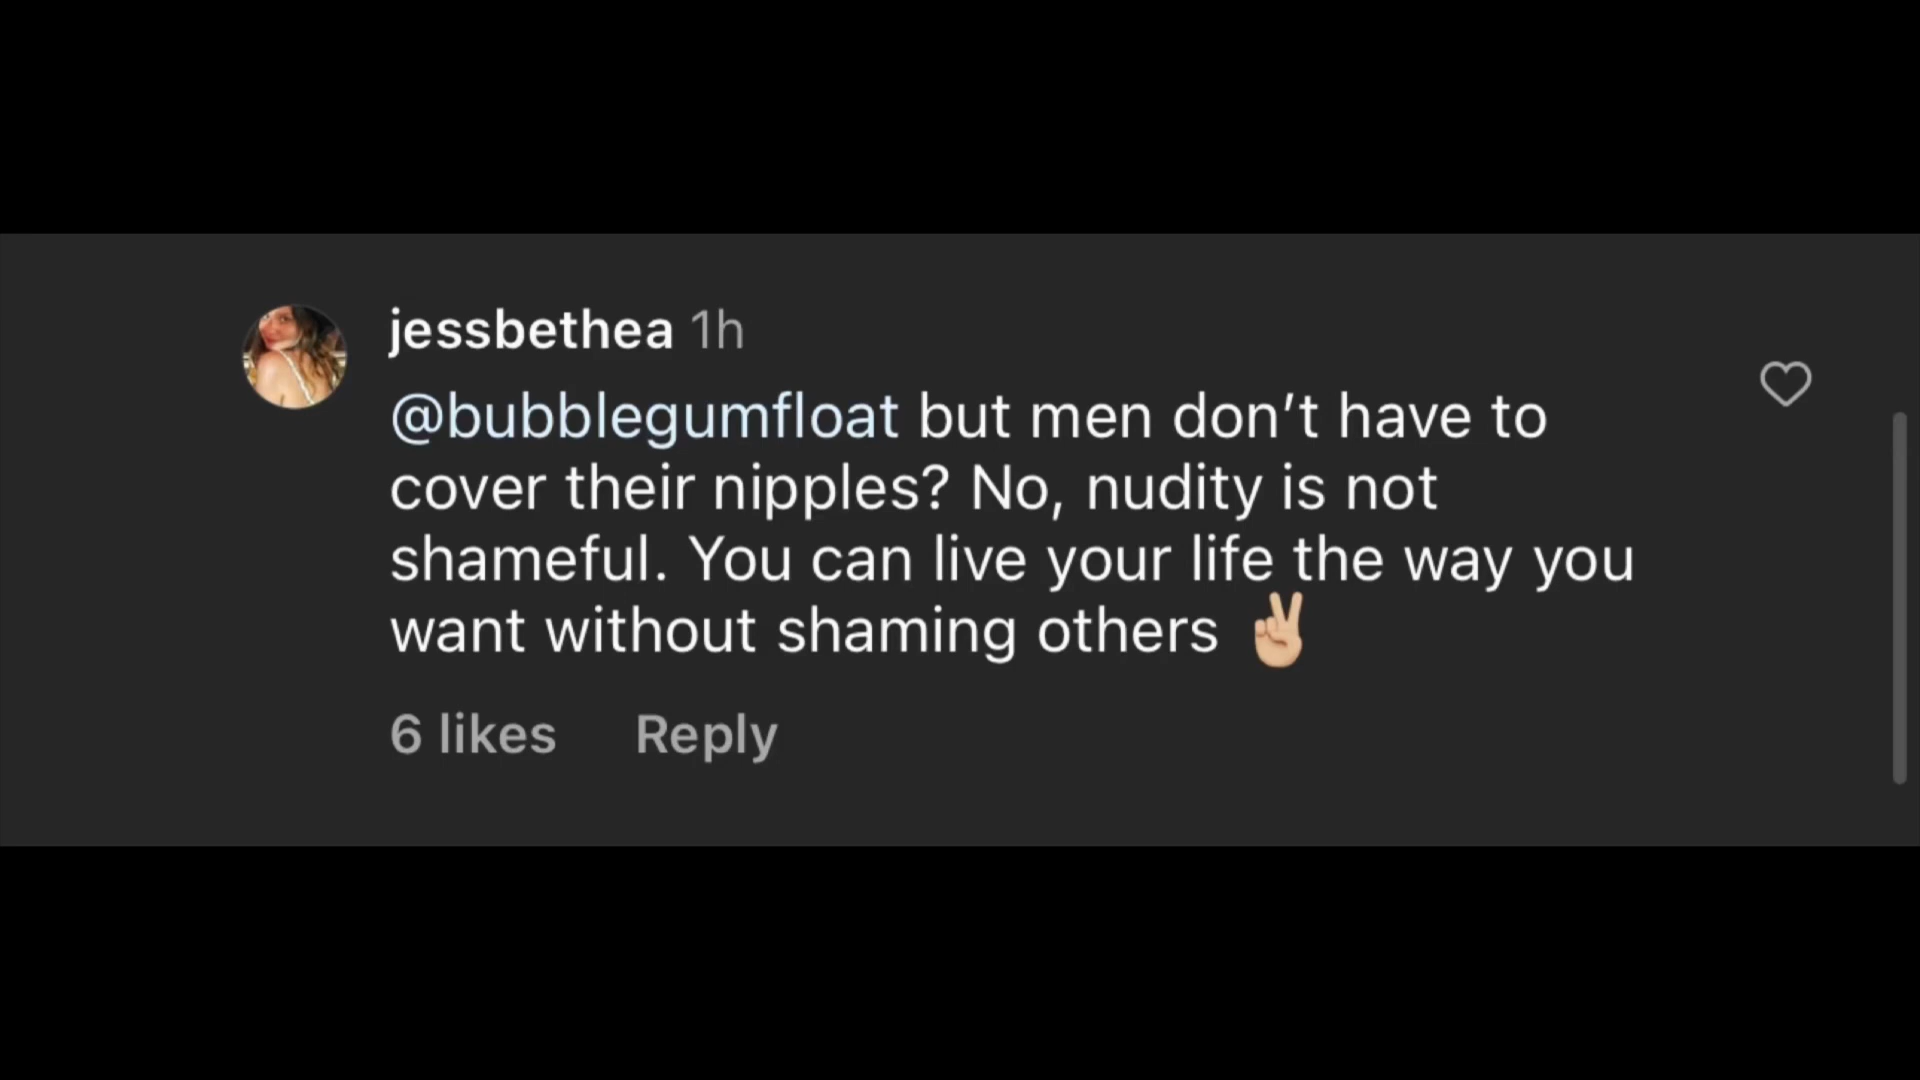 jessbethea 1h
@bubblegumfloat but men don’t have to
cover their nipples? No, nudity is not
shameful. You can live your life the way you
want without shaming others ✌🏼
6 likes Reply